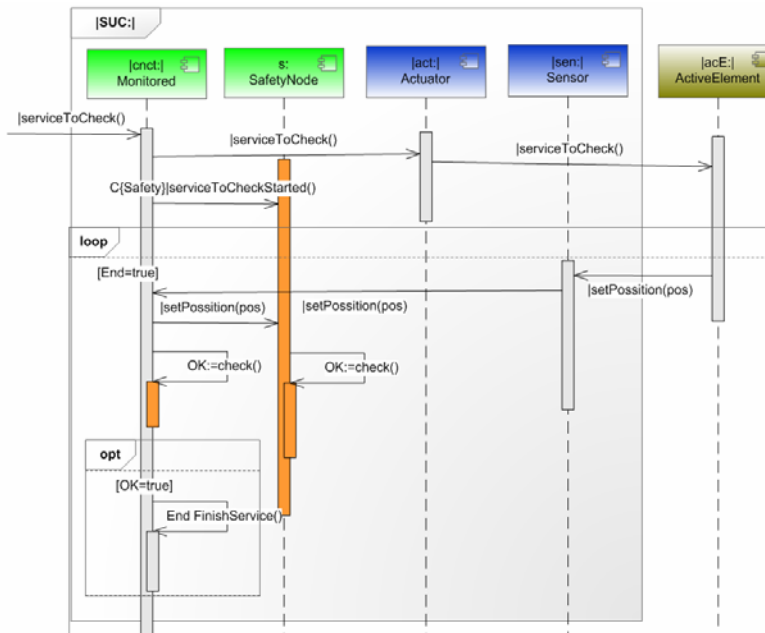 |SUC:|
|cnct:|
Monitored
s:
SafetyNode
|act:|
Actuator
|sen:|
Sensor
|acE:|
ActiveElement
|serviceToCheck()
|serviceToCheck()
|serviceToCheck()
C{Safety}|serviceToCheckStarted()
loop
[End=true]
|setPossition(pos)
|setPossition(pos)
|setPossition(pos)
OK:=check()
OK:=check()
opt
[OK=true]
End FinishService()